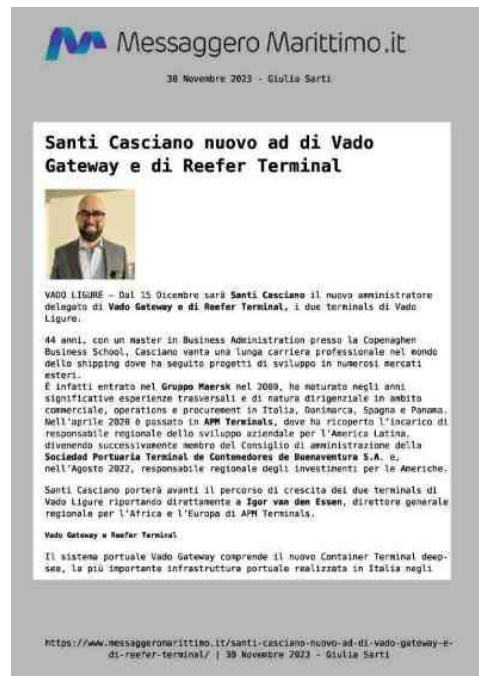 Messaggero Marittimo.it
30 Novembre 2023 - Giulia Sarti
Santi Casciano nuovo ad di Vado
Gateway e di Reefer Terminal
VADO LIGURE – Dal 15 Dicembre sarà Santi Casciano il nuovo amministratore
delegato di Vado Gateway e di Reefer Terminal, i due terminals di Vado
Ligure.
44 anni, con un master in Business Administration presso la Copenaghen
Business School, Casciano vanta una lunga carriera professionale nel mondo
dello shipping dove ha seguito progetti di sviluppo in numerosi mercati
esteri.
È infatti entrato nel Gruppo Maersk nel , ha maturato negli anni
significative esperienze trasversali e di natura dirigenziale in ambito
commerciale, operations e procurement in Italia, Danimarca, Spagna e Panama.
Nell'aprile è passato in APM Terminals, dove ha ricoperto l'incarico di
responsabile regionale dello sviluppo aziendale per l'America Latina,
divenendo successivamente membro del Consiglio di amministrazione della
Sociedad Portuaria Terminal de Contenedores de Buenaventura S.A. e,
nell'Agosto 2022, responsabile regionale degli investimenti per le Americhe.
Santi Casciano porterà avanti il percorso di crescita dei due terminals di
Vado Ligure riportando direttamente a Igor van den Essen, direttore generale
regionale per l'Africa e l'Europa di APM Terminals.
Vado Gateway e Reefer Terminal
Il sistema portuale Vado Gateway comprende il nuovo Container Terminal deep-
sea, la più importante infrastruttura portuale realizzata in Italia negli
https://www.messaggeromarittimo.it/santi-casciano-nuovo-ad-di-vado-gateway-e-
di-reefer-terminal/ | 30 Novembre 2023 - Giulia Sarti